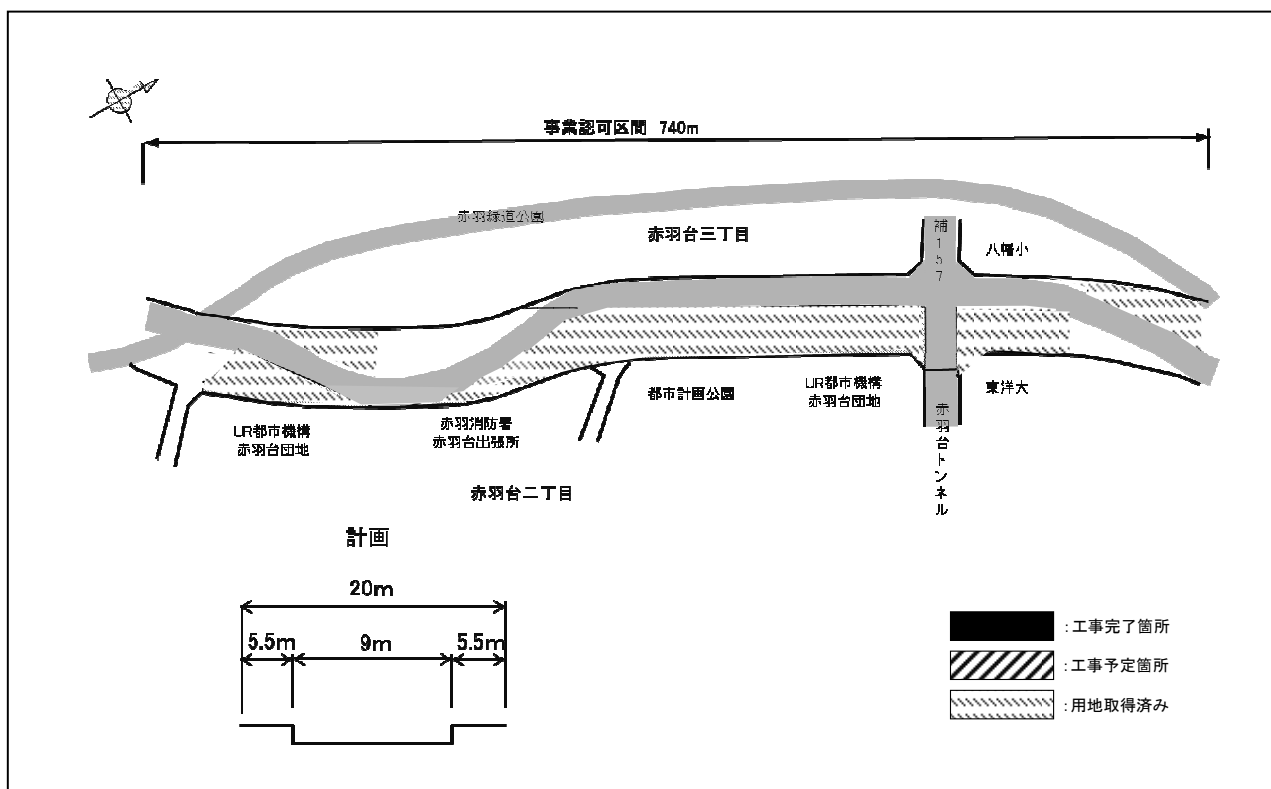 事業認可区間 740m
赤羽緑道公園
赤羽台三丁目
補157
八幡小
UR都市機構
赤羽台団地
赤羽消防署
赤羽台出張所
都市計画公園
UR都市機構
赤羽台団地
東洋大
赤羽台トンネル
赤羽台二丁目
計画
20m
5.5m
9m
5.5m
:工事完了箇所
:工事予定箇所
:用地取得済み